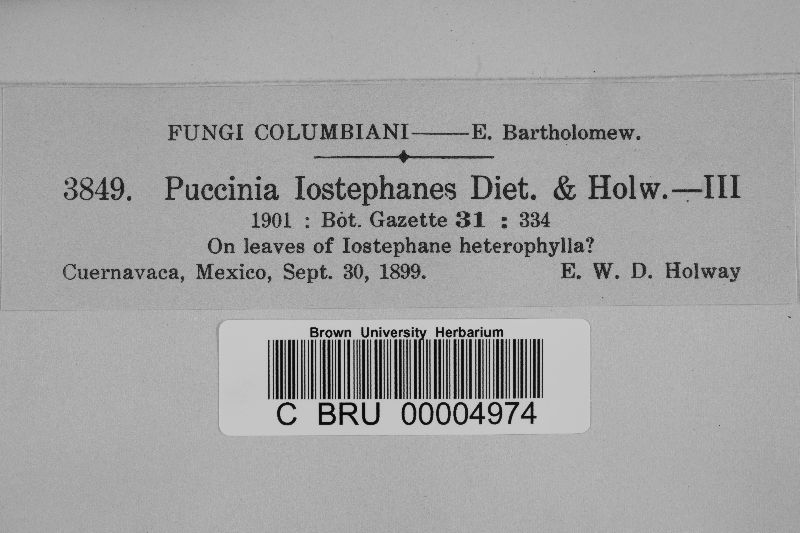 FUNGI COLUMBIANI——E. Bartholomew.
3849. Puccinia Iostephanes Diet. & Holw.—III
1901 : Bot. Gazette 31 : 334
On leaves of Iostephane heterophylla?
Cuernavaca, Mexico, Sept. 30, 1899. E. W. D. Holway
Brown University Herbarium
C BRU 00004974